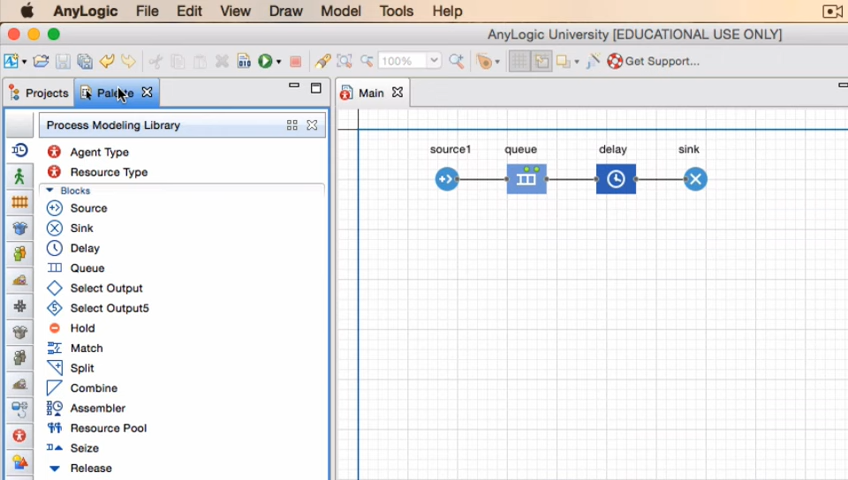 AnyLogic File Edit View Draw Model Tools Help
AnyLogic University [EDUCATIONAL USE ONLY]
100% Get Support...
Projects Palette Main
Process Modeling Library
Agent Type
Resource Type
Blocks
Source
Sink
Delay
Queue
Select Output
Select Output5
Hold
Match
Split
Combine
Assembler
Resource Pool
Seize
Release
source1 queue delay sink